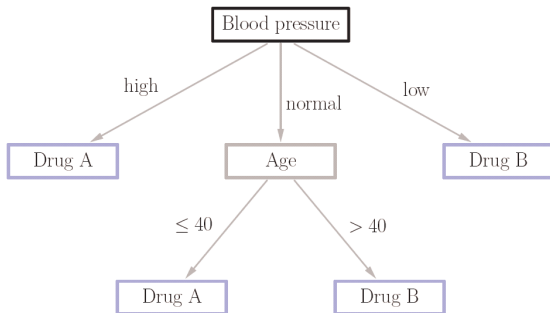 Blood pressure
high
normal
low
Drug A
Age
Drug B
≤ 40
> 40
Drug A
Drug B